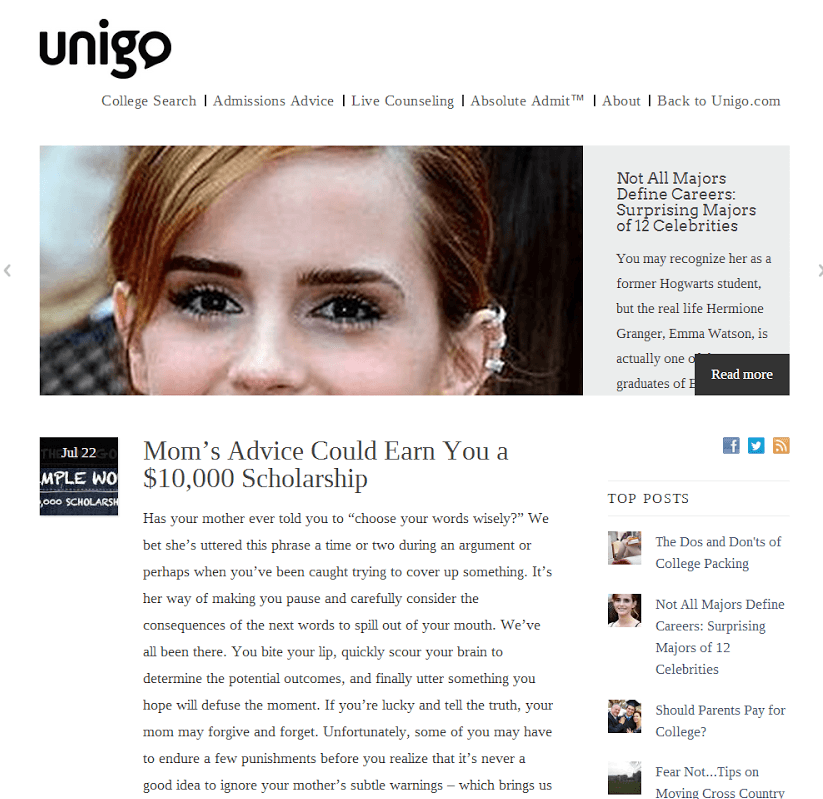 unigo
College Search | Admissions Advice | Live Counseling | Absolute Admit™ | About | Back to Unigo.com
Not All Majors
Define Careers:
Surprising Majors
of 12 Celebrities
You may recognize her as a
former Hogwarts student,
but the real life Hermione
Granger, Emma Watson, is
actually one
graduates of
Read more
Jul 22
MPLE WO
,000 SCHOLARSH
Mom’s Advice Could Earn You a
$10,000 Scholarship
Has your mother ever told you to “choose your words wisely?” We
bet she’s uttered this phrase a time or two during an argument or
perhaps when you’ve been caught trying to cover up something. It’s
her way of making you pause and carefully consider the
consequences of the next words to spill out of your mouth. We’ve
all been there. You bite your lip, quickly scour your brain to
determine the potential outcomes, and finally utter something you
hope will defuse the moment. If you’re lucky and tell the truth, your
mom may forgive and forget. Unfortunately, some of you may have
to endure a few punishments before you realize that it’s never a
good idea to ignore your mother’s subtle warnings – which brings us
TOP POSTS
The Dos and Don'ts of
College Packing
Not All Majors Define
Careers: Surprising
Majors of 12
Celebrities
Should Parents Pay for
College?
Fear Not...Tips on
Moving Cross Country